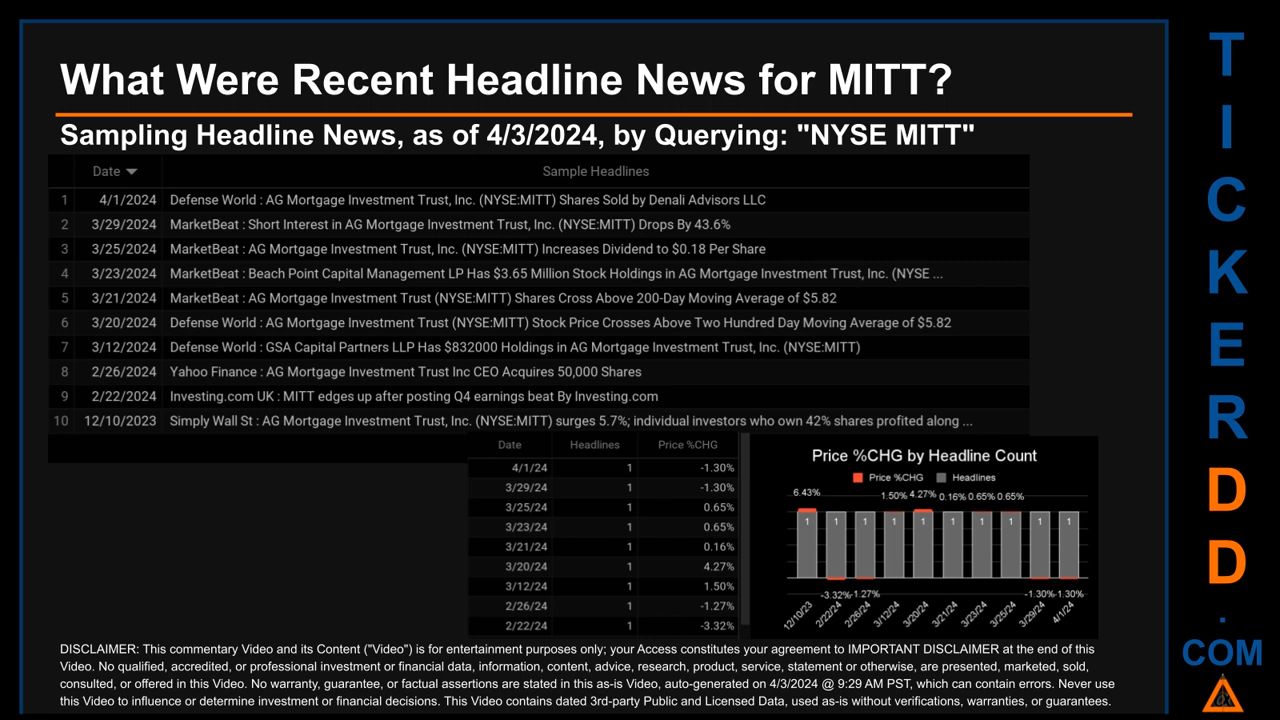 What Were Recent Headline News for MITT?
Sampling Headline News, as of 4/3/2024, by Querying: "NYSE MITT"
Date Sample Headlines
1 4/1/2024 Defense World : AG Mortgage Investment Trust, Inc. (NYSE:MITT) Shares Sold by Denali Advisors LLC
2 3/29/2024 MarketBeat : Short Interest in AG Mortgage Investment Trust, Inc. (NYSE:MITT) Drops By 43.6%
3 3/25/2024 MarketBeat : AG Mortgage Investment Trust, Inc. (NYSE:MITT) Increases Dividend to $0.18 Per Share
4 3/23/2024 MarketBeat : Beach Point Capital Management LP Has $3.65 Million Stock Holdings in AG Mortgage Investment Trust, Inc. (NYSE ...
5 3/21/2024 MarketBeat : AG Mortgage Investment Trust (NYSE:MITT) Shares Cross Above 200-Day Moving Average of $5.82
6 3/20/2024 Defense World : AG Mortgage Investment Trust (NYSE:MITT) Stock Price Crosses Above Two Hundred Day Moving Average of $5.82
7 3/12/2024 Defense World : GSA Capital Partners LLP Has $832000 Holdings in AG Mortgage Investment Trust, Inc. (NYSE:MITT)
8 2/26/2024 Yahoo Finance : AG Mortgage Investment Trust Inc CEO Acquires 50,000 Shares
9 2/22/2024 Investing.com UK : MITT edges up after posting Q4 earnings beat By Investing.com
10 12/10/2023 Simply Wall St : AG Mortgage Investment Trust, Inc. (NYSE:MITT) surges 5.7%; individual investors who own 42% shares profited along ...
Date Headlines Price %CHG
4/1/24 1 -1.30%
3/29/24 1 -1.30%
3/25/24 1 0.65%
3/23/24 1 0.65%
3/21/24 1 0.16%
3/20/24 1 4.27%
3/12/24 1 1.50%
2/26/24 1 -1.27%
2/22/24 1 -3.32%
Price %CHG by Headline Count
Price %CHG Headlines
6.43% 1.50% 4.27% 0.16% 0.65% 0.65%
1 1 1 1 1 1 1 1 1 1
-3.32% -1.27% -1.30% -1.30%
12/10/23 2/22/24 2/26/24 3/12/24 3/20/24 3/21/24 3/23/24 3/25/24 3/29/24 4/1/24
DISCLAIMER: This commentary Video and its Content ("Video") is for entertainment purposes only; your Access constitutes your agreement to IMPORTANT DISCLAIMER at the end of this
Video. No qualified, accredited, or professional investment or financial data, information, content, advice, research, product, service, statement or otherwise, are presented, marketed, sold,
consulted, or offered in this Video. No warranty, guarantee, or factual assertions are stated in this as-is Video, auto-generated on 4/3/2024 @ 9:29 AM PST, which can contain errors. Never use
this Video to influence or determine investment or financial decisions. This Video contains dated 3rd-party Public and Licensed Data, used as-is without verifications, warranties, or guarantees.
T
I
C
K
E
R
D
D
.
COM